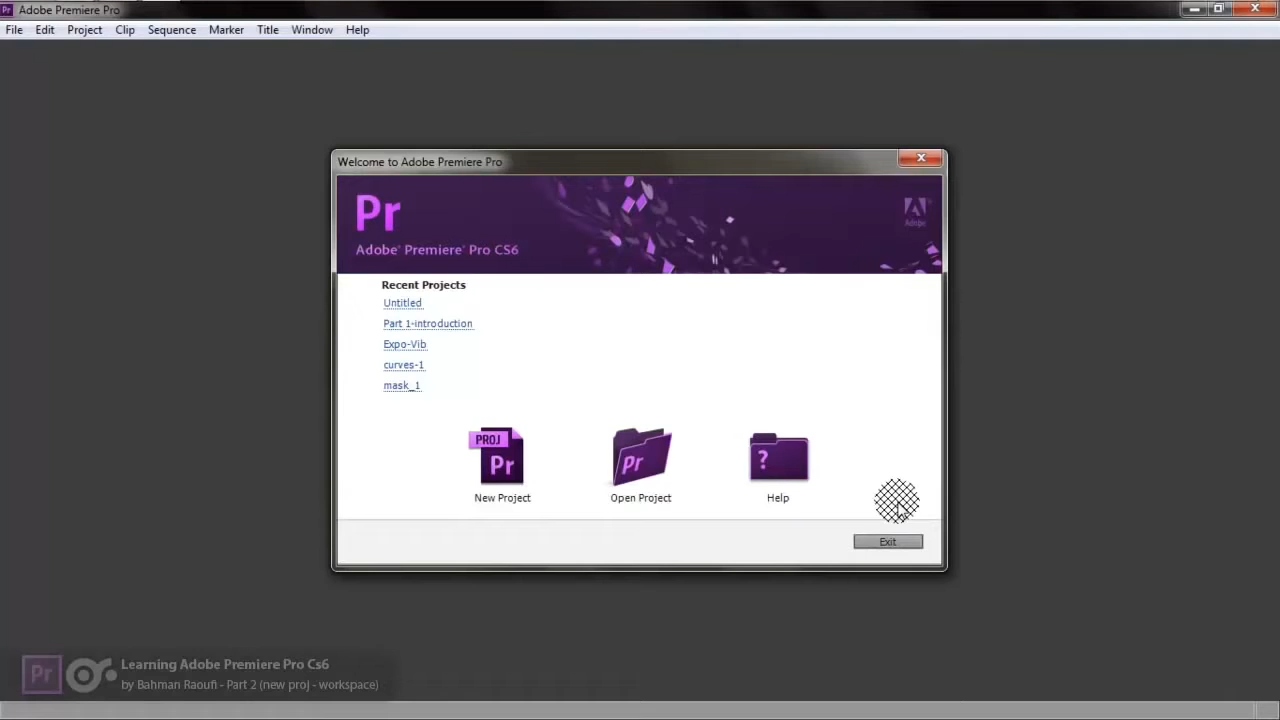 Pr Adobe Premiere Pro
File Edit Project Clip Sequence Marker Title Window Help
Welcome to Adobe Premiere Pro
Pr
Adobe
Adobe® Premiere® Pro CS6
Recent Projects
Untitled
Part 1-introduction
Expo-Vib
curves-1
mask_1
PROJ
Pr
Pr
?
New Project
Open Project
Help
Exit
Pr
Learning Adobe Premiere Pro Cs6
by Bahman Raoufi - Part 2 (new proj - workspace)